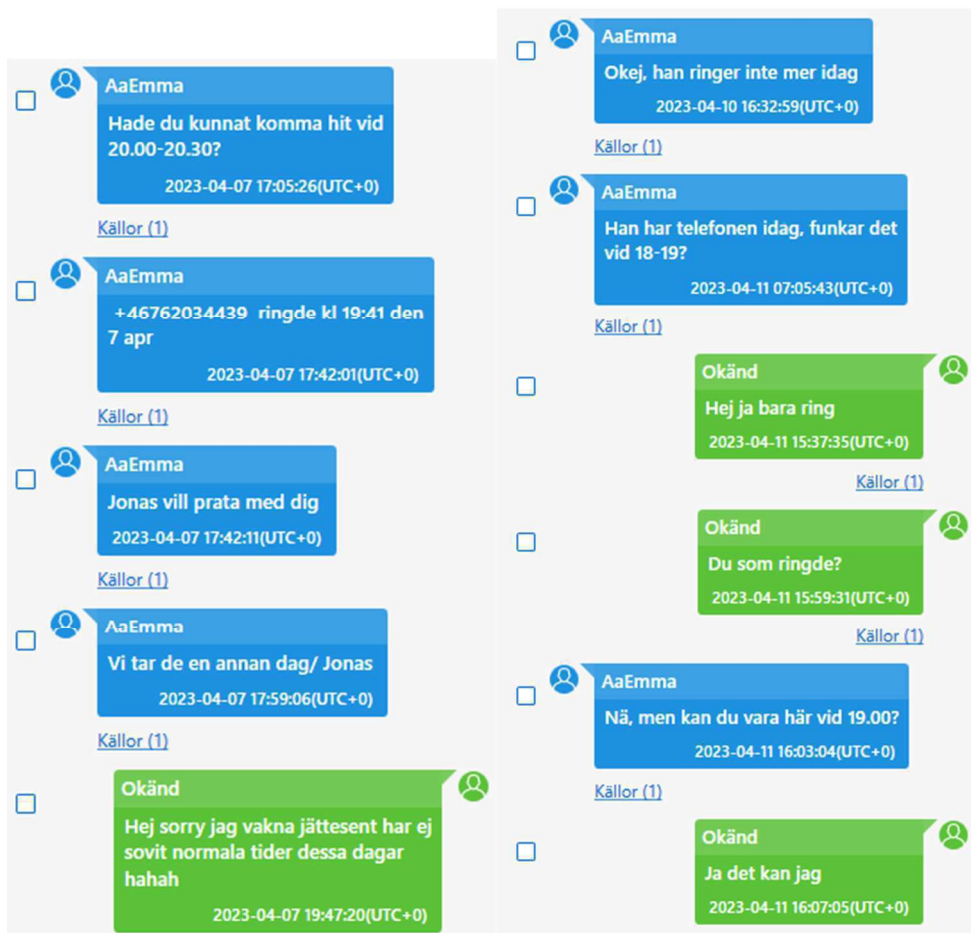 AaEmma
Hade du kunnat komma hit vid
20.00-20.30?
2023-04-07 17:05:26(UTC+0)
Källor (1)
AaEmma
+46762034439 ringde kl 19:41 den
7 apr
2023-04-07 17:42:01(UTC+0)
Källor (1)
AaEmma
Jonas vill prata med dig
2023-04-07 17:42:11(UTC+0)
Källor (1)
AaEmma
Vi tar de en annan dag/ Jonas
2023-04-07 17:59:06(UTC+0)
Källor (1)
Okänd
Hej sorry jag vakna jättesent har ej
sovit normala tider dessa dagar
hahah
2023-04-07 19:47:20(UTC+0)
AaEmma
Okej, han ringer inte mer idag
2023-04-10 16:32:59(UTC+0)
Källor (1)
AaEmma
Han har telefonen idag, funkar det
vid 18-19?
2023-04-11 07:05:43(UTC+0)
Källor (1)
Okänd
Hej ja bara ring
2023-04-11 15:37:35(UTC+0)
Källor (1)
Okänd
Du som ringde?
2023-04-11 15:59:31(UTC+0)
Källor (1)
AaEmma
Nä, men kan du vara här vid 19.00?
2023-04-11 16:03:04(UTC+0)
Källor (1)
Okänd
Ja det kan jag
2023-04-11 16:07:05(UTC+0)